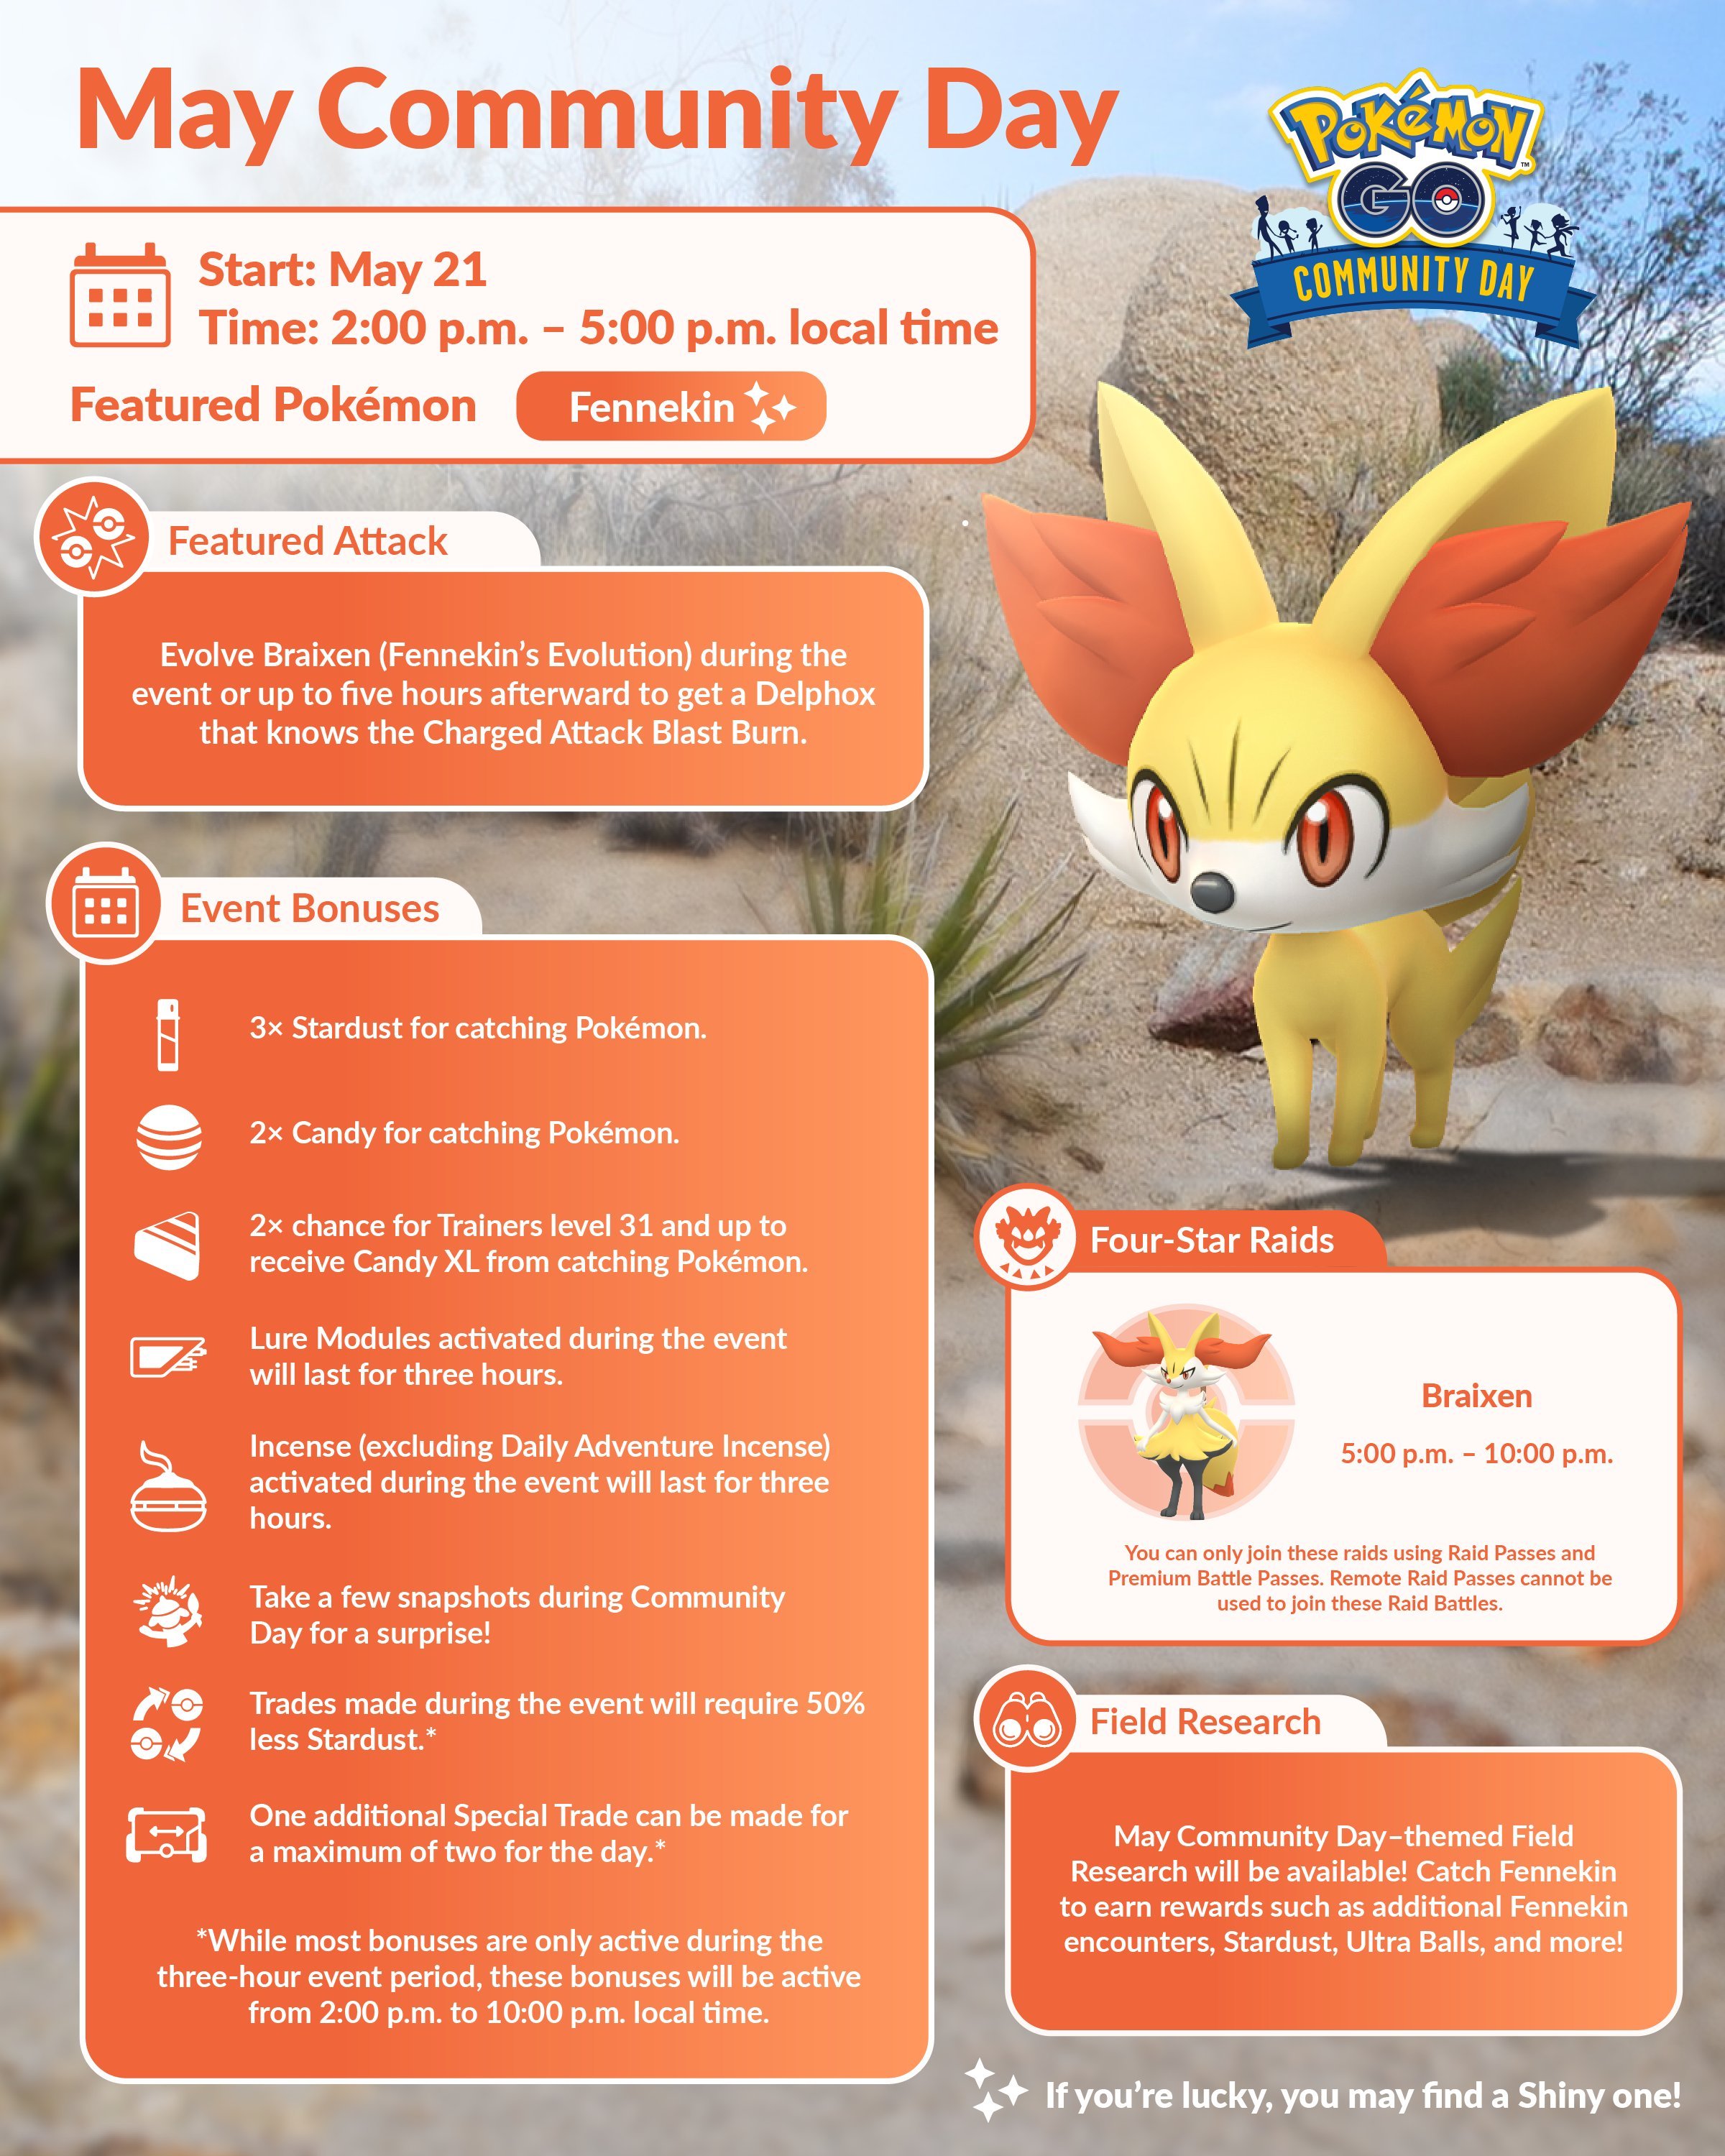 May Community Day
POKéMON
™
GO
COMMUNITY DAY
Start: May 21
Time: 2:00 p.m. – 5:00 p.m. local time
Featured Pokémon
Fennekin
Featured Attack
Evolve Braixen (Fennekin’s Evolution) during the
event or up to five hours afterward to get a Delphox
that knows the Charged Attack Blast Burn.
Event Bonuses
3× Stardust for catching Pokémon.
2× Candy for catching Pokémon.
2× chance for Trainers level 31 and up to
receive Candy XL from catching Pokémon.
Lure Modules activated during the event
will last for three hours.
Incense (excluding Daily Adventure Incense)
activated during the event will last for three
hours.
Take a few snapshots during Community
Day for a surprise!
Trades made during the event will require 50%
less Stardust.*
One additional Special Trade can be made for
a maximum of two for the day.*
*While most bonuses are only active during the
three-hour event period, these bonuses will be active
from 2:00 p.m. to 10:00 p.m. local time.
Four-Star Raids
Braixen
5:00 p.m. – 10:00 p.m.
You can only join these raids using Raid Passes and
Premium Battle Passes. Remote Raid Passes cannot be
used to join these Raid Battles.
Field Research
May Community Day–themed Field
Research will be available! Catch Fennekin
to earn rewards such as additional Fennekin
encounters, Stardust, Ultra Balls, and more!
If you’re lucky, you may find a Shiny one!